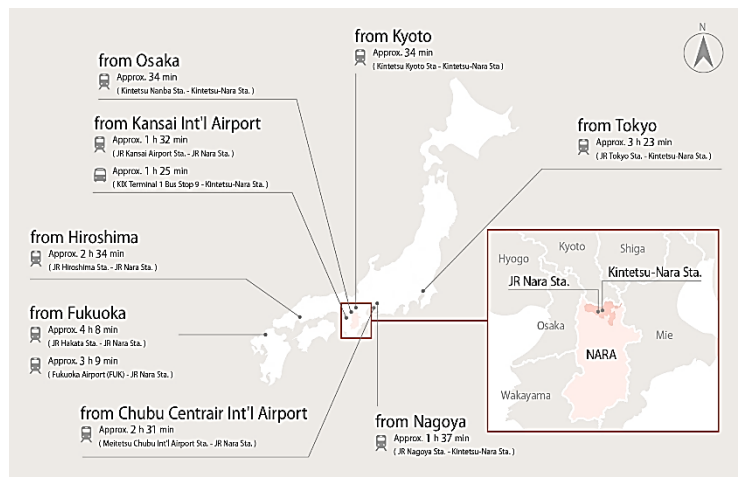 from Kyoto
Approx. 34 min
( Kintetsu Kyoto Sta - Kintetsu-Nara Sta )
N
from Osaka
Approx. 34 min
( Kintetsu Nanba Sta. - Kintetsu-Nara Sta. )
from Kansai Int'l Airport
Approx. 1 h 32 min
( JR Kansai Airport Sta. - JR Nara Sta. )
Approx. 1 h 25 min
( KIX Terminal 1 Bus Stop 9 - Kintetsu-Nara Sta. )
from Tokyo
Approx. 3 h 23 min
( JR Tokyo Sta. - Kintetsu-Nara Sta. )
from Hiroshima
Approx. 2 h 34 min
( JR Hiroshima Sta. - JR Nara Sta. )
from Fukuoka
Approx. 4 h 8 min
( JR Hakata Sta. - JR Nara Sta. )
Approx. 3 h 9 min
( Fukuoka Airport (FUK) - JR Nara Sta. )
from Chubu Centrair Int'l Airport
Approx. 2 h 31 min
( Meitetsu Chubu Int'l Airport Sta. - JR Nara Sta. )
from Nagoya
Approx. 1 h 37 min
( JR Nagoya Sta. - Kintetsu-Nara Sta. )
Hyogo
Kyoto
Shiga
JR Nara Sta.
Kintetsu-Nara Sta.
Osaka
Mie
NARA
Wakayama